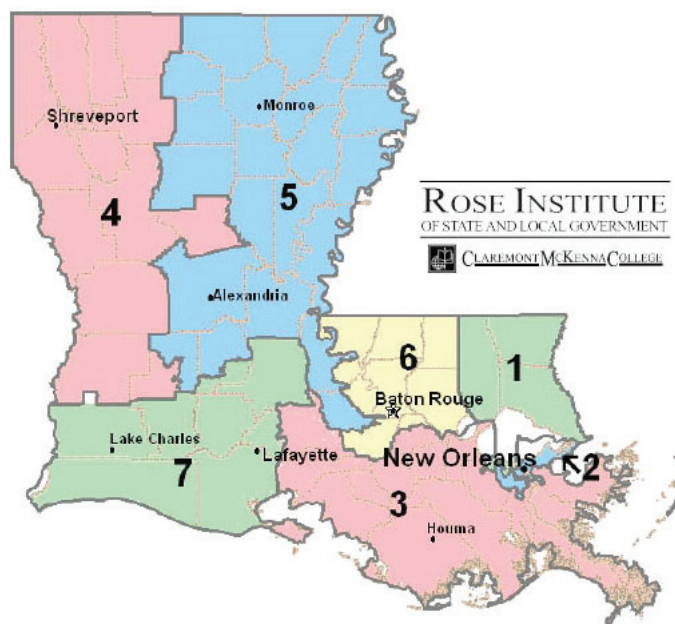 Monroe
Shreveport
4
5
ROSE INSTITUTE
OF STATE AND LOCAL GOVERNMENT
CLAREMONT MCKENNA COLLEGE
Alexandria
6
1
Baton Rouge
Lake Charles
Lafayette
New Orleans
2
7
3
Houma